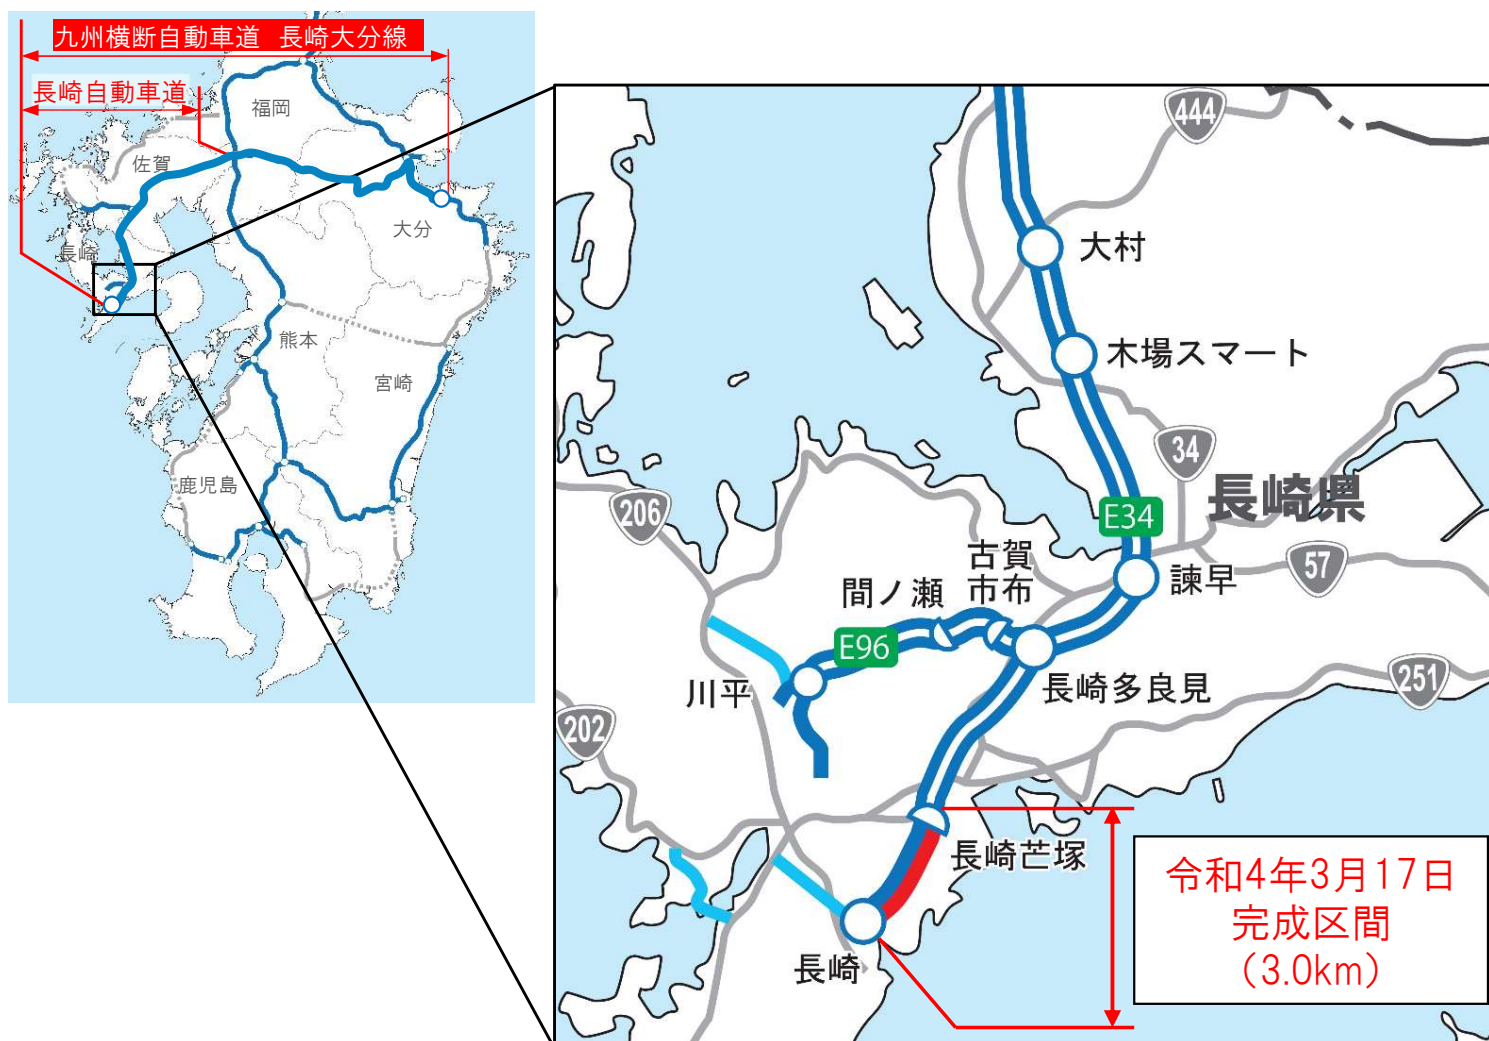 九州横断自動車道 長崎大分線
長崎自動車道
福岡
佐賀
大分
長崎
熊本
宮崎
鹿児島
444
大村
木場スマート
34
長崎県
206
E34
古賀
市布
57
間ノ瀬
諫早
E96
川平
長崎多良見
251
202
長崎芒塚
長崎
令和4年3月17日
完成区間
(3.0km)